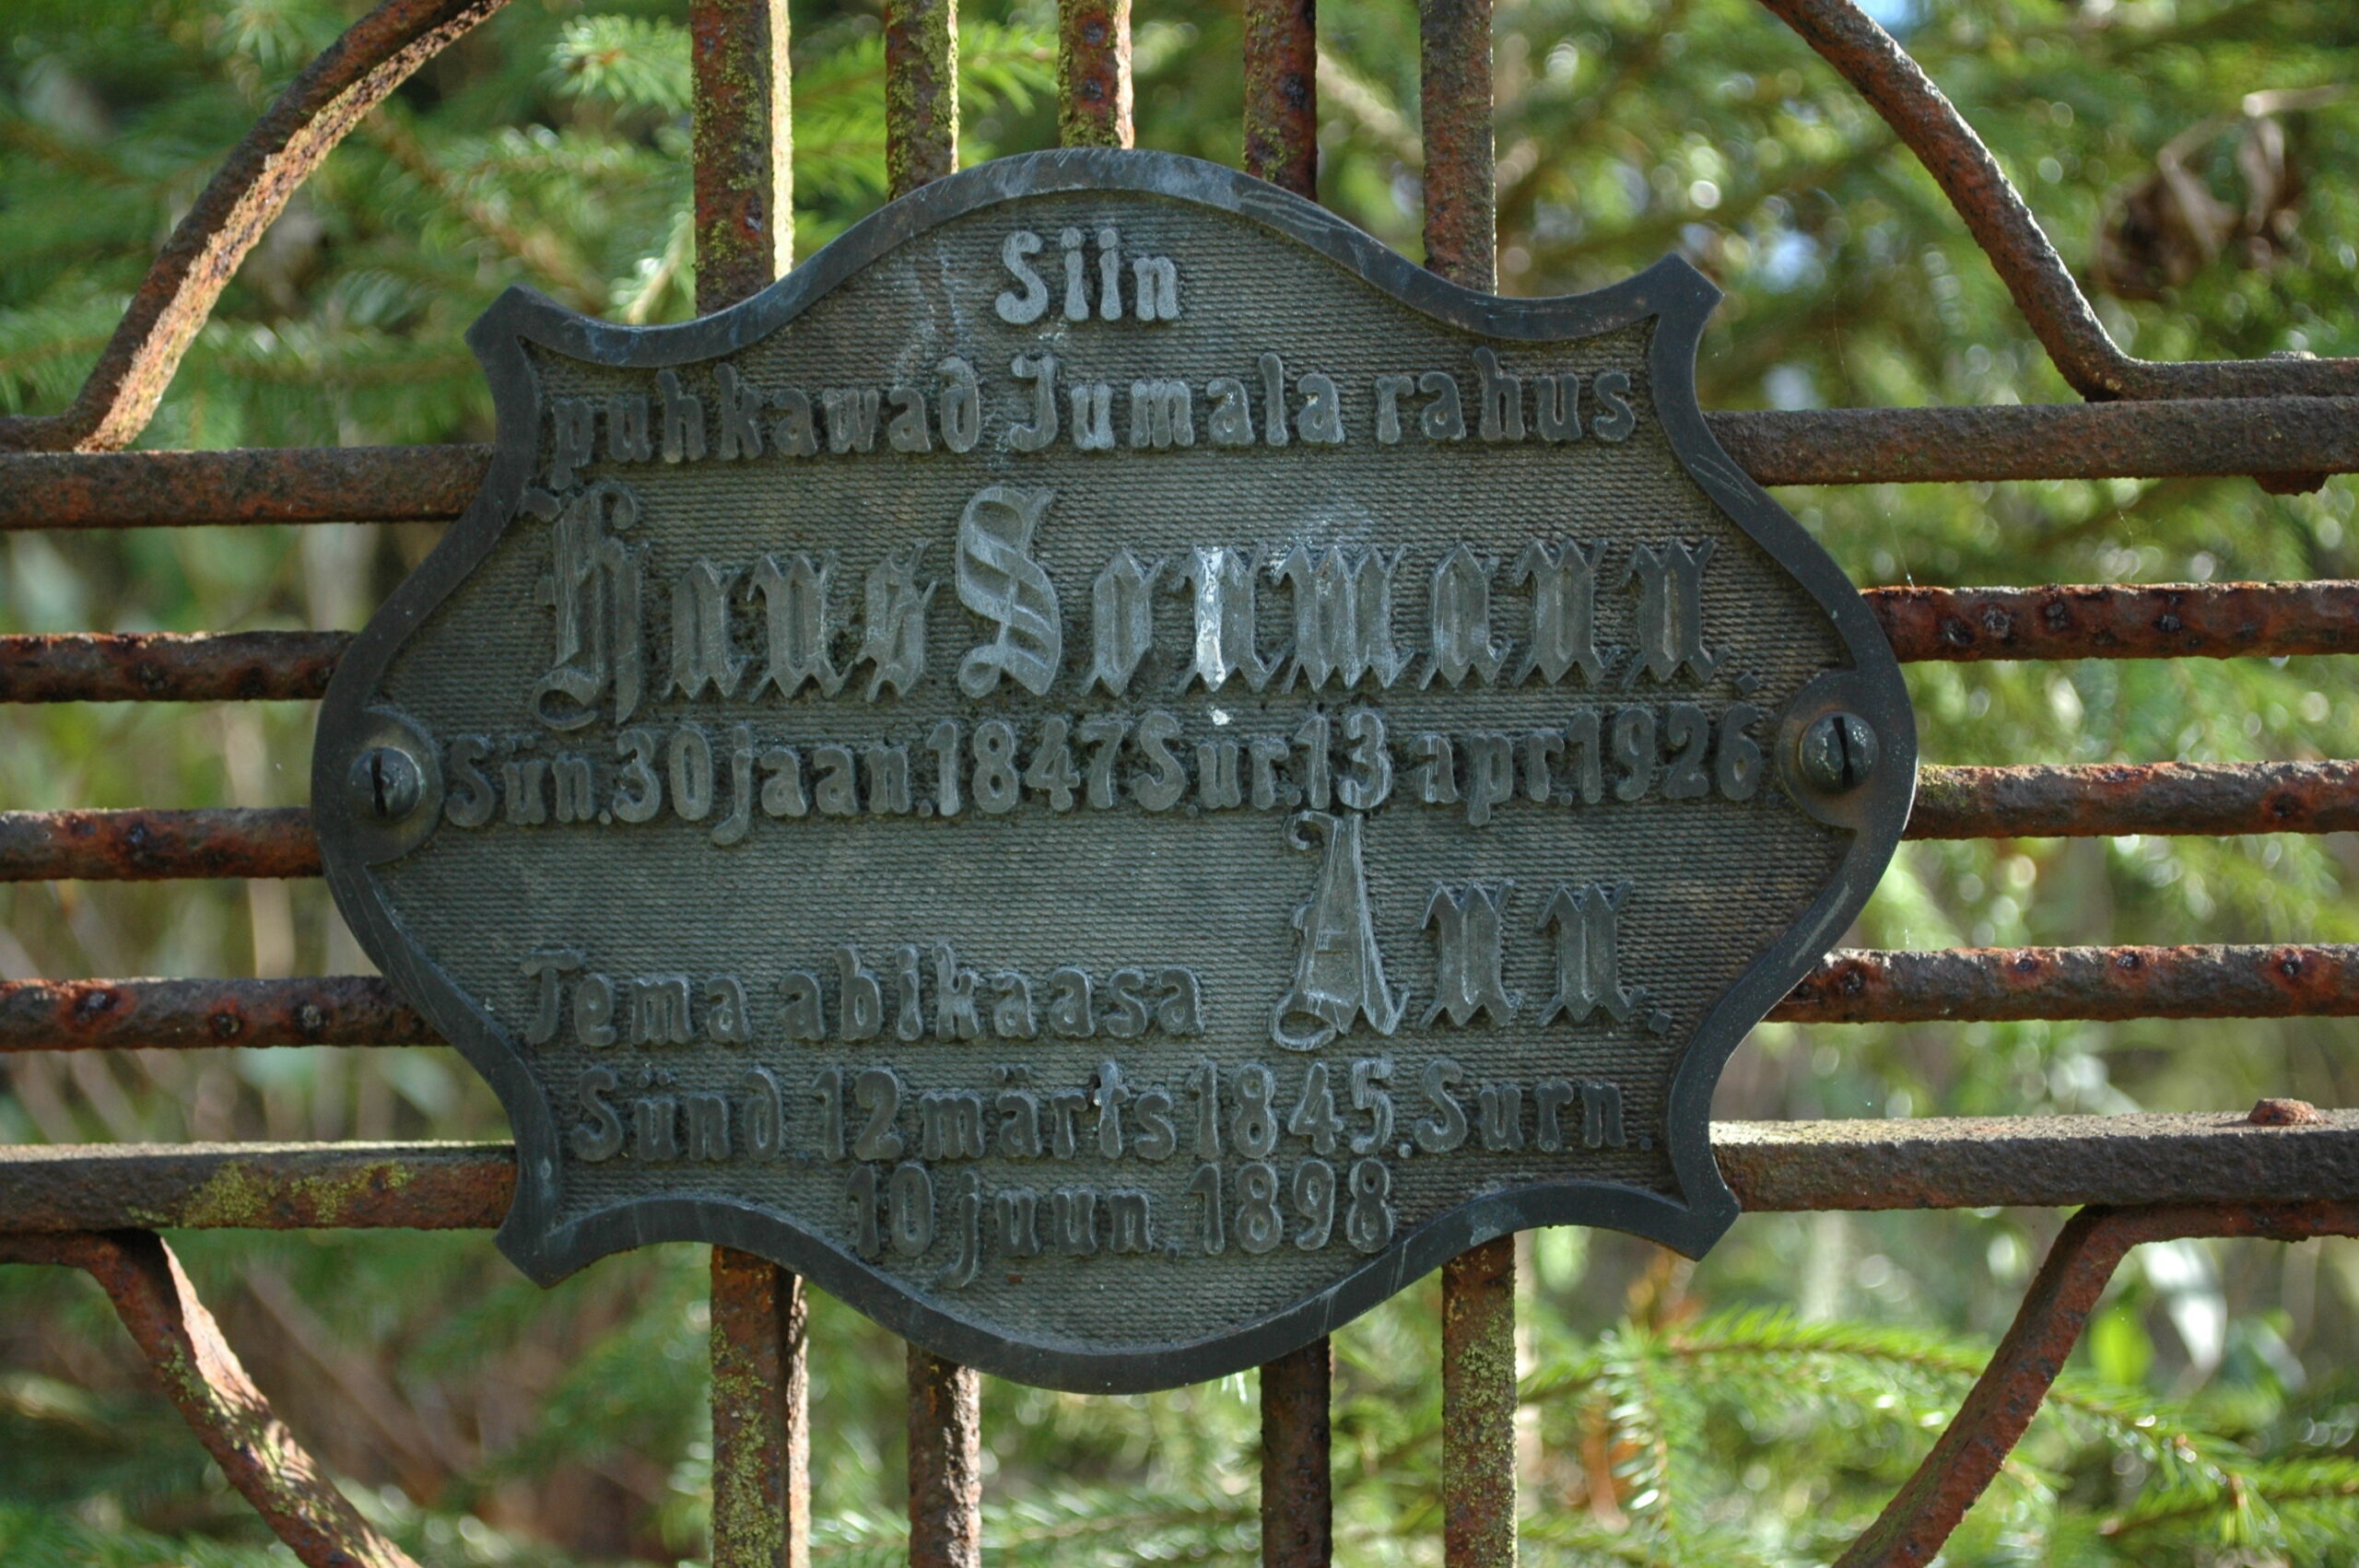 Siin
puhkawad Jumala rahus
Hans Sormann.
Sün. 30 jaan. 1847 Sur. 13 apr. 1926
Tema abikaasa Ann.
Sünd. 12 märts 1845. Surn.
10 juun. 1898